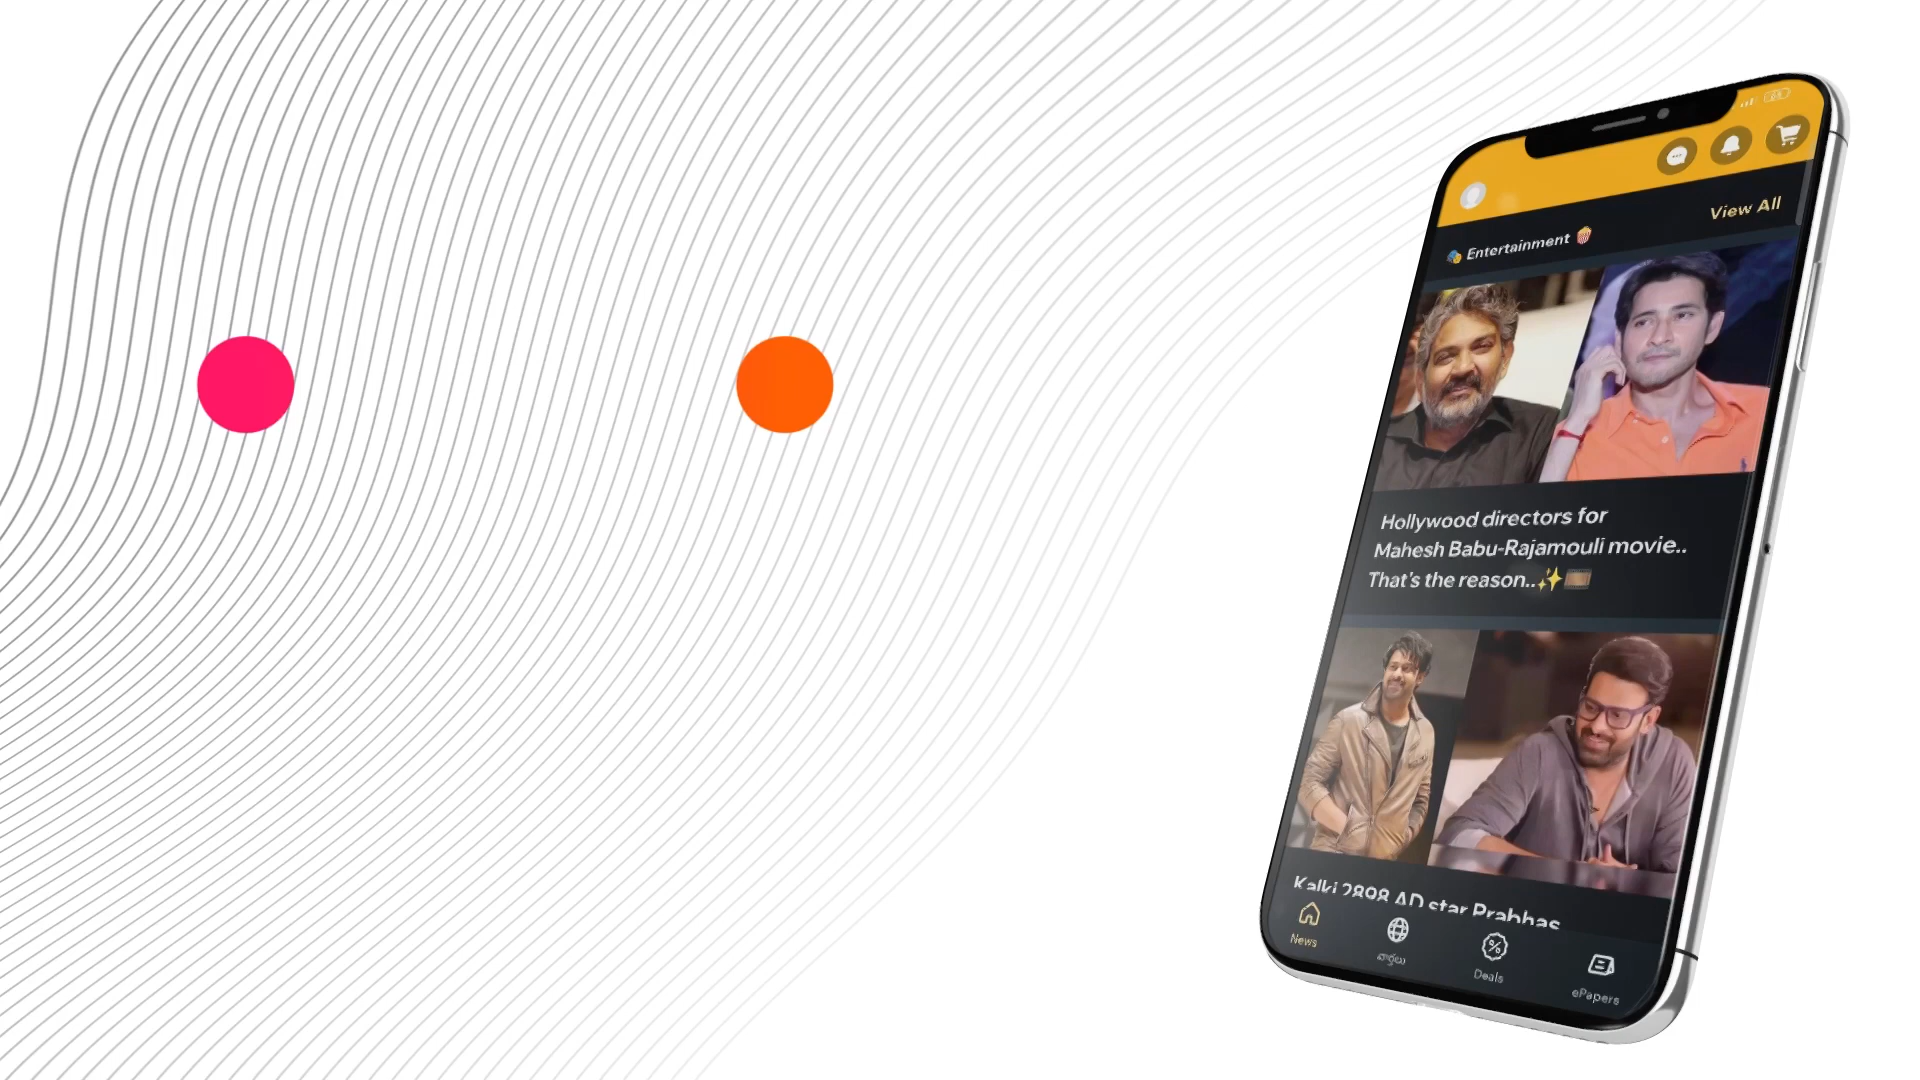 View All
🎭 Entertainment 🍿
Hollywood directors for
Mahesh Babu-Rajamouli movie..
That's the reason..✨🎞️
Kalki 2898 AD star Prabhas
News
వార్తలు
Deals
ePapers